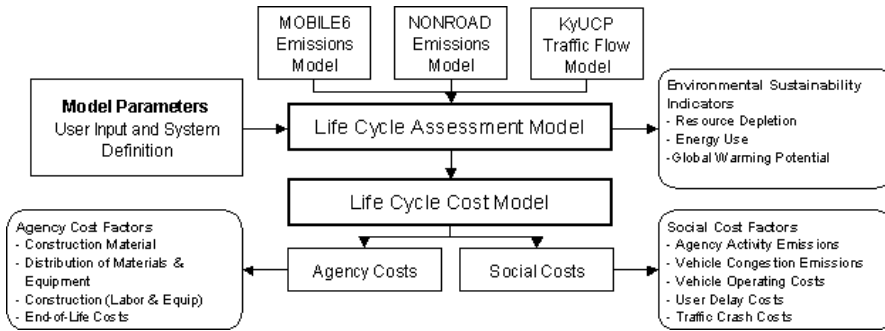 MOBILE6
Emissions
Model
NONROAD
Emissions
Model
KyUCP
Traffic Flow
Model
Model Parameters
User Input and System
Definition
Life Cycle Assessment Model
Environmental Sustainability
Indicators
- Resource Depletion
- Energy Use
-Global Warming Potential
Life Cycle Cost Model
Agency Cost Factors
- Construction Material
- Distribution of Materials &
Equipment
- Construction (Labor & Equip)
- End-of-Life Costs
Agency Costs
Social Costs
Social Cost Factors
- Agency Activity Emissions
- Vehicle Congestion Emissions
- Vehicle Operating Costs
- User Delay Costs
- Traffic Crash Costs